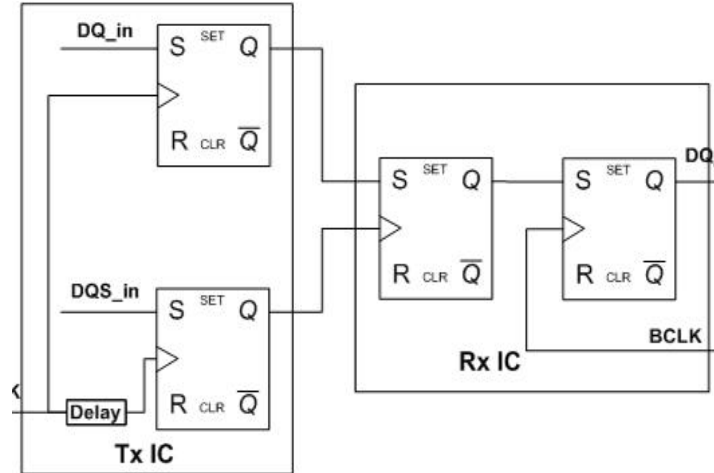 DQ_in
S SET Q
R CLR Q
S SET Q
R CLR Q
S SET Q
R CLR Q
DQ
DQS_in
S SET Q
R CLR Q
BCLK
Rx IC
K
Delay
Tx IC